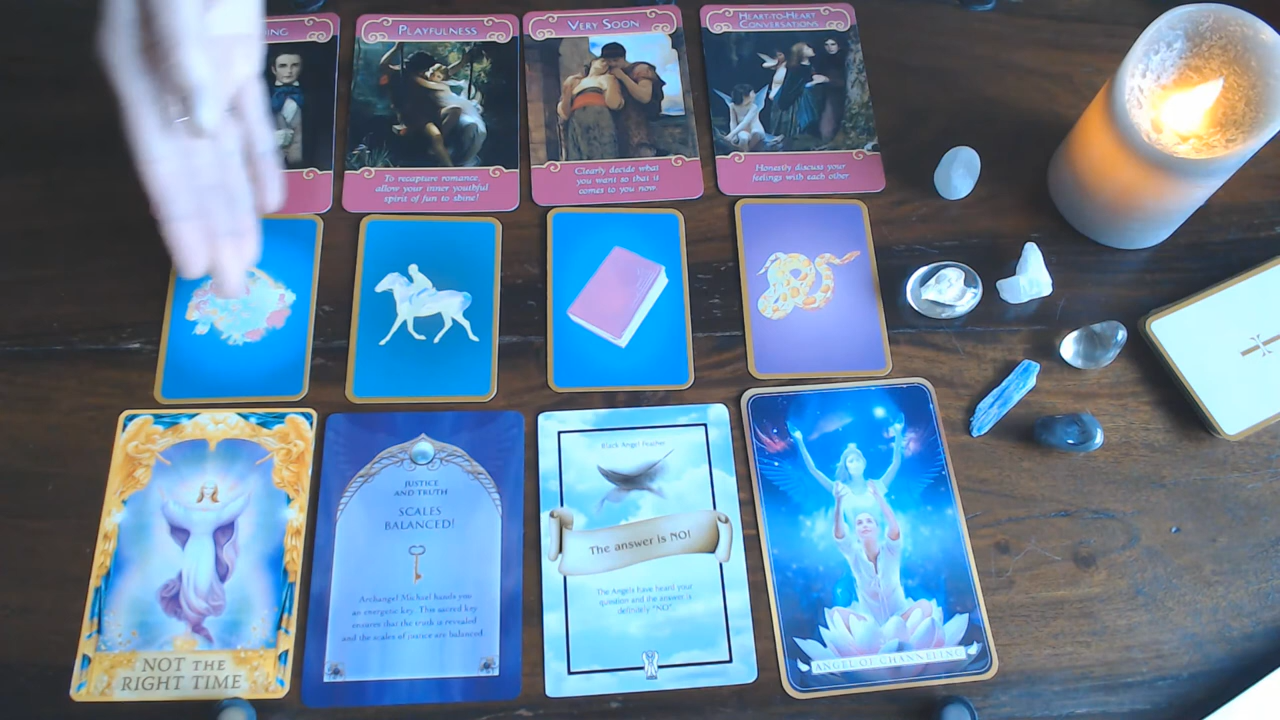 ING
PLAYFULNESS
To recapture romance,
allow your inner youthful
spirit of fun to shine!
VERY SOON
Clearly decide what
you want so that it
comes to you now.
HEART-TO-HEART
CONVERSATIONS
Honestly discuss your
feelings with each other.
NOT THE
RIGHT TIME
JUSTICE
AND TRUTH
SCALES
BALANCED!
Archangel Michael hands you
an energetic key. This sacred key
ensures that the truth is revealed
and the scales of justice are balanced.
Black Angel Feather
The answer is NO!
The Angels have heard your
question and the answer is
definitely "NO".
ANGEL OF CHANNELING